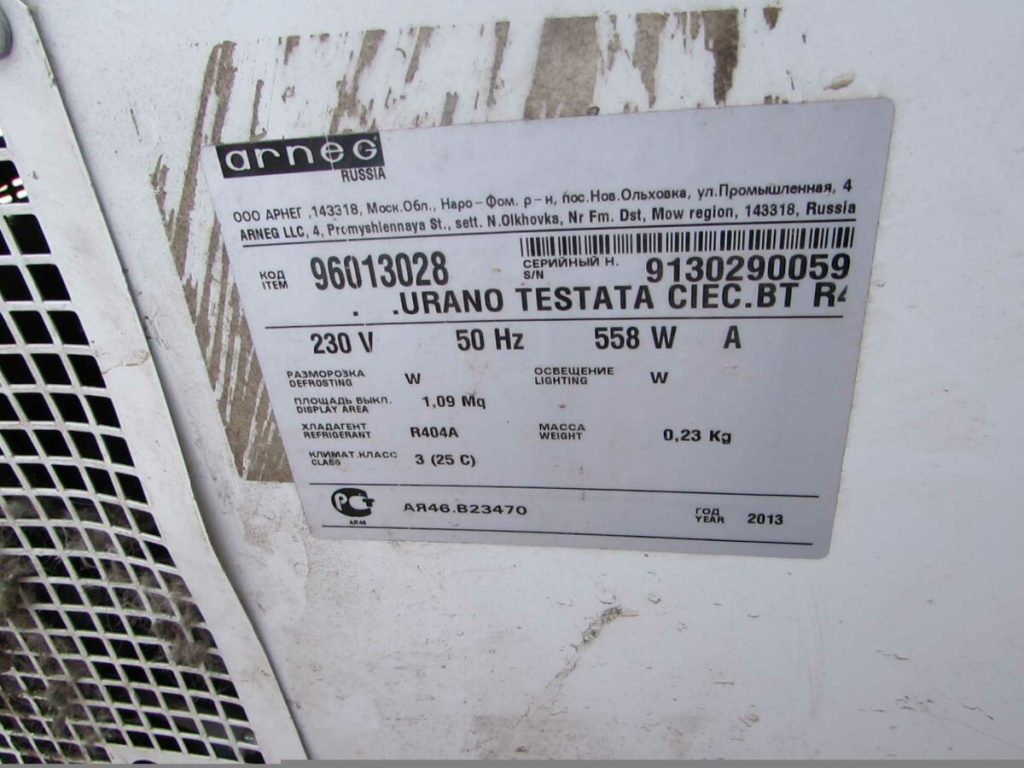 arneg
RUSSIA
ООО АРНЕГ ,143318, Моск.Обл., Наро-Фом. р-н, пос.Нов.Ольховка, ул.Промышленная, 4
ARNEG LLC, 4, Promyshlennaya St., sett. N.Olkhovka, Nr Fm. Dst, Mow region, 143318, Russia
КОД 96013028 СЕРИЙНЫЙ Н. 9130290059
ITEM S/N
. .URANO TESTATA CIEC.BT R4
230 V 50 Hz 558 W A
РАЗМОРОЗКА W ОСВЕЩЕНИЕ W
DEFROSTING LIGHTING
ПЛОЩАДЬ ВЫКЛ. 1,09 Mq
DISPLAY AREA
ХЛАДАГЕНТ R404A МАССА 0,23 Kg
REFRIGERANT WEIGHT
КЛИМАТ.КЛАСС 3 (25 C)
CLASS
РСТ АЯ46.В23470 ГОД 2013
АЯ46 YEAR